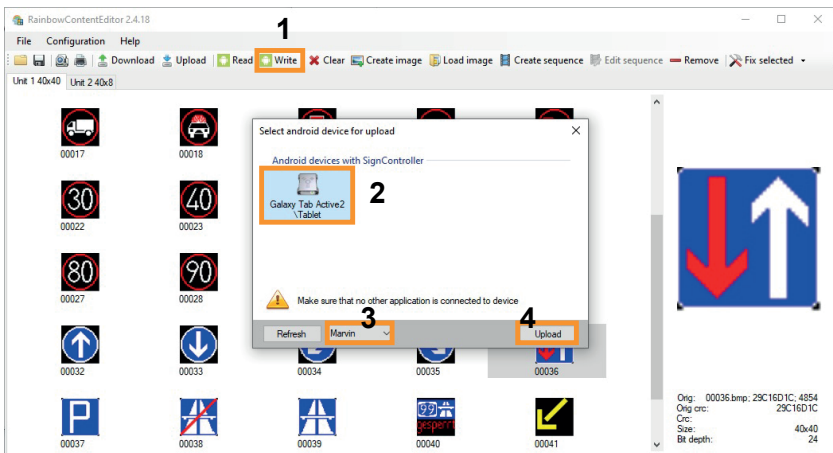 RainbowContentEditor 2.4.18
1
File Configuration Help
Download Upload Read Write Clear Create image Load image Create sequence Edit sequence Remove Fix selected
Unit 1 40x40 Unit 2 40x8
Select android device for upload
Android devices with SignController
Galaxy Tab Active2
\Tablet
2
Make sure that no other application is connected to device
3
4
Refresh Marvin Upload
00017 00018
30 40
00022 00023
80 90
00027 00028
00032 00033 00034 00035 00036
P
99
gesperrt
00037 00038 00039 00040 00041
Orig: 00036.bmp; 29C16D1C; 4854
Orig crc: 29C16D1C
Crc:
Size: 40x40
Bit depth: 24